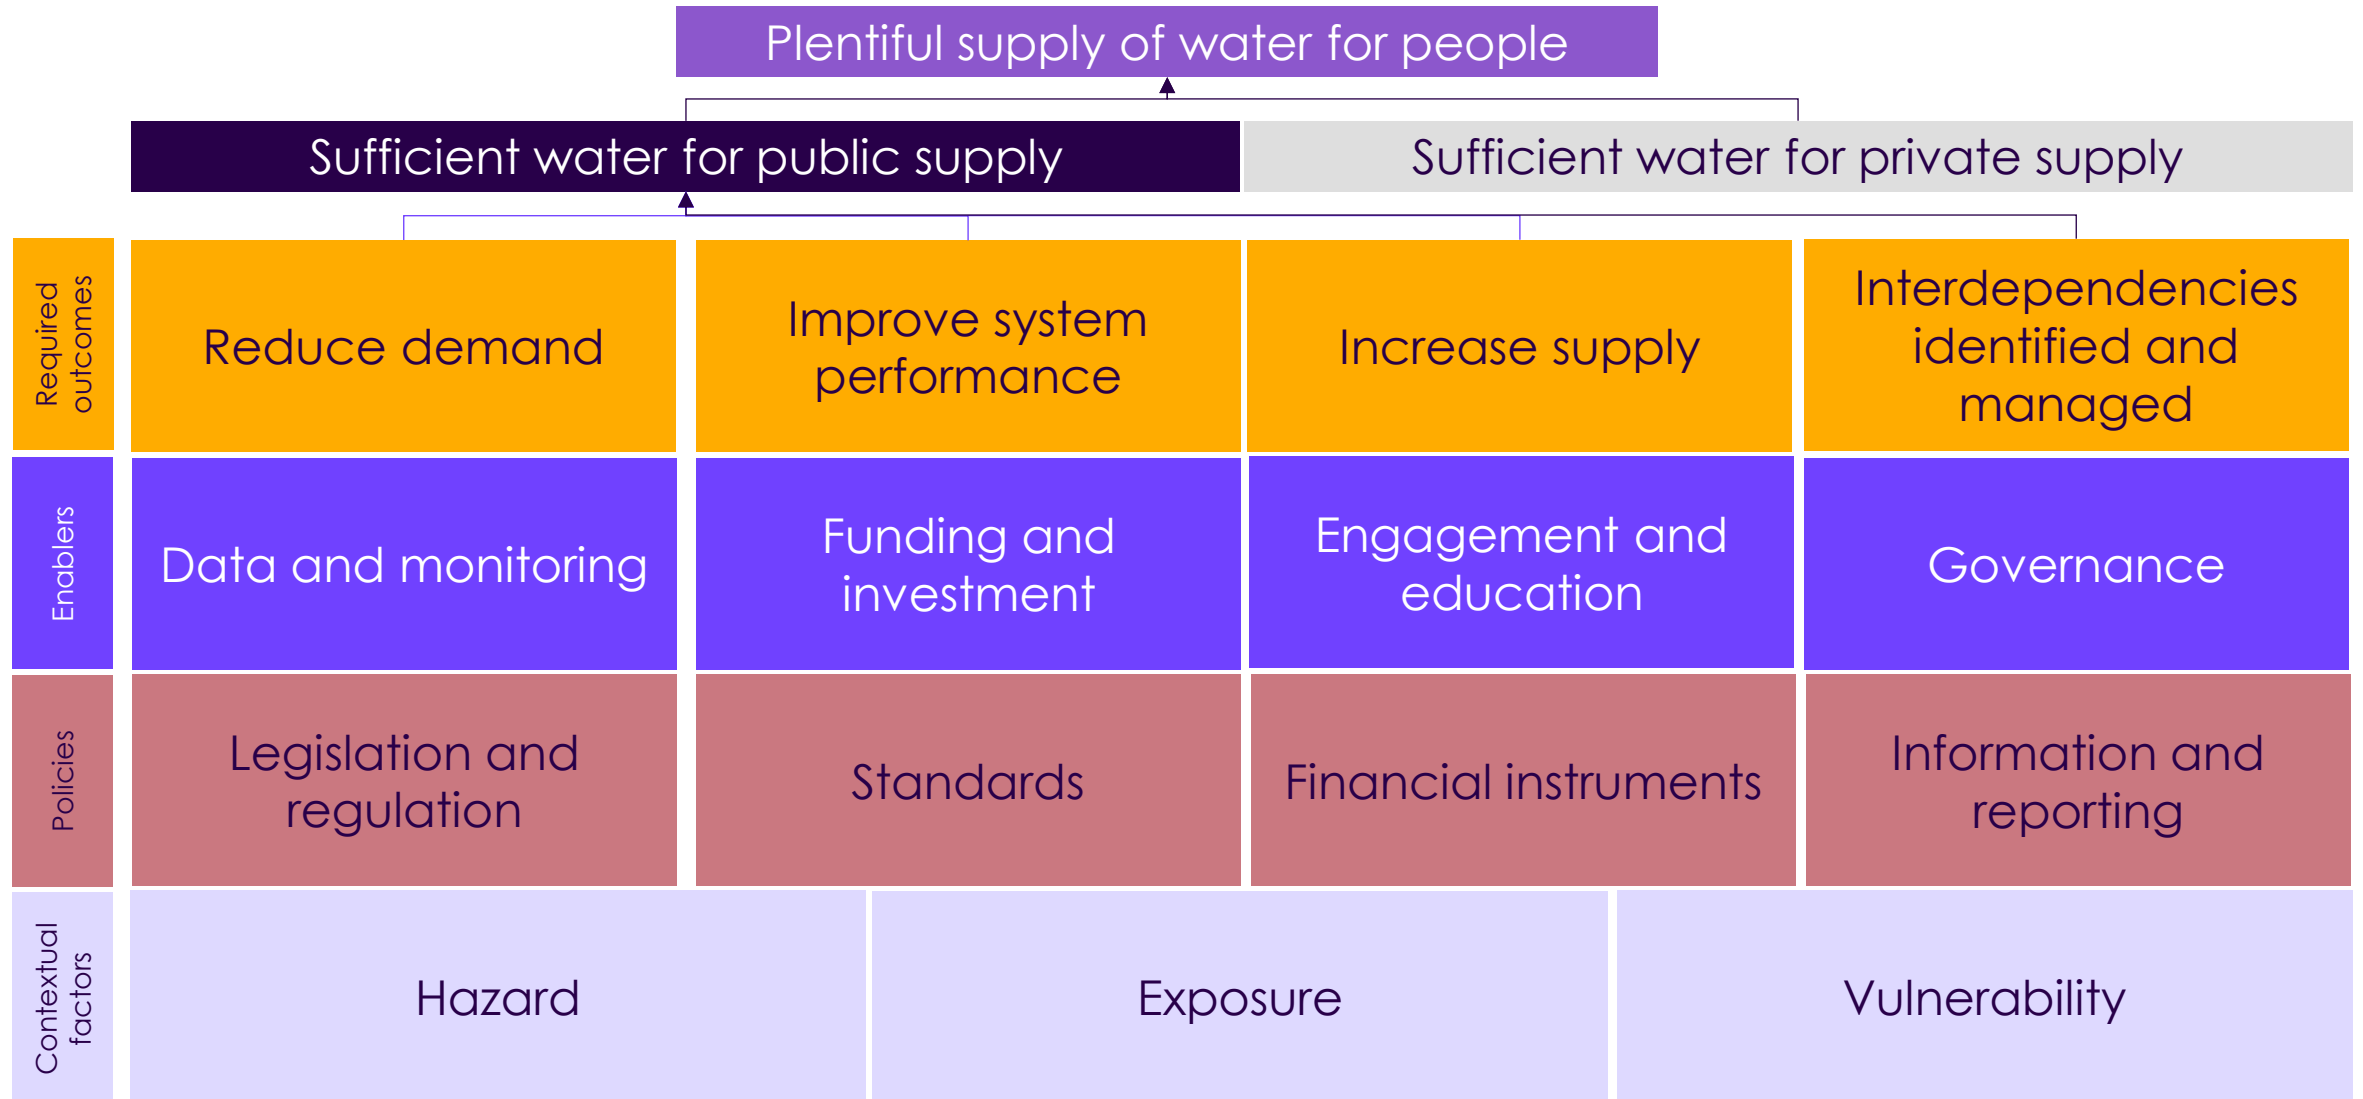 Plentiful supply of water for people
Sufficient water for public supply
Sufficient water for private supply
Required
outcomes
Reduce demand
Improve system
performance
Increase supply
Interdependencies
identified and
managed
Enablers
Data and monitoring
Funding and
investment
Engagement and
education
Governance
Policies
Legislation and
regulation
Standards
Financial instruments
Information and
reporting
Contextual
factors
Hazard
Exposure
Vulnerability